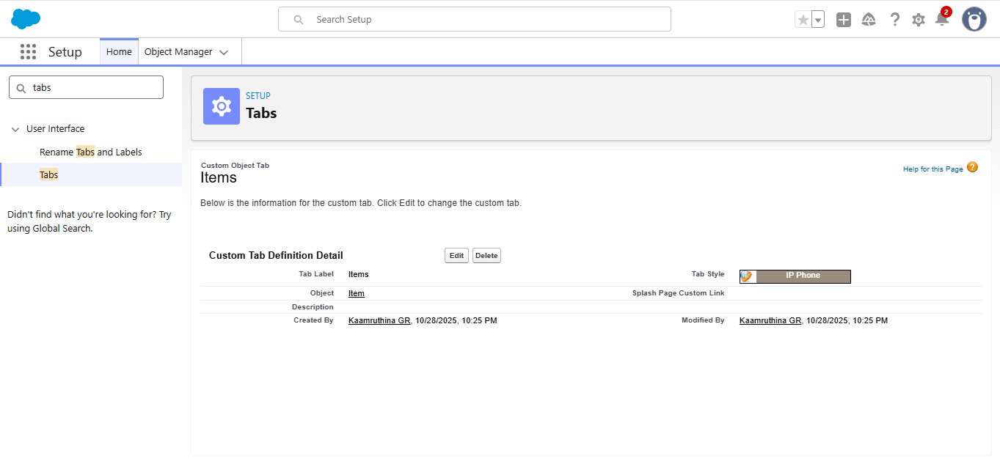 Search Setup
2
Setup
Home
Object Manager
tabs
User Interface
Rename Tabs and Labels
Tabs
Didn't find what you're looking for? Try
using Global Search.
SETUP
Tabs
Custom Object Tab
Items
Help for this Page ?
Below is the information for the custom tab. Click Edit to change the custom tab.
Custom Tab Definition Detail Edit Delete
Tab Label Items Tab Style IP Phone
Object Item Splash Page Custom Link
Description
Created By Kaamruthina GR, 10/28/2025, 10:25 PM Modified By Kaamruthina GR, 10/28/2025, 10:25 PM